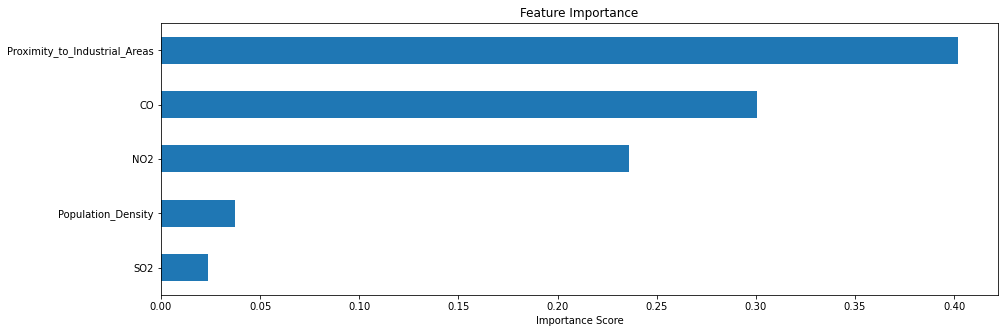 Feature Importance
Proximity_to_Industrial_Areas
CO
NO2
Population_Density
SO2
0.00 0.05 0.10 0.15 0.20 0.25 0.30 0.35 0.40
Importance Score